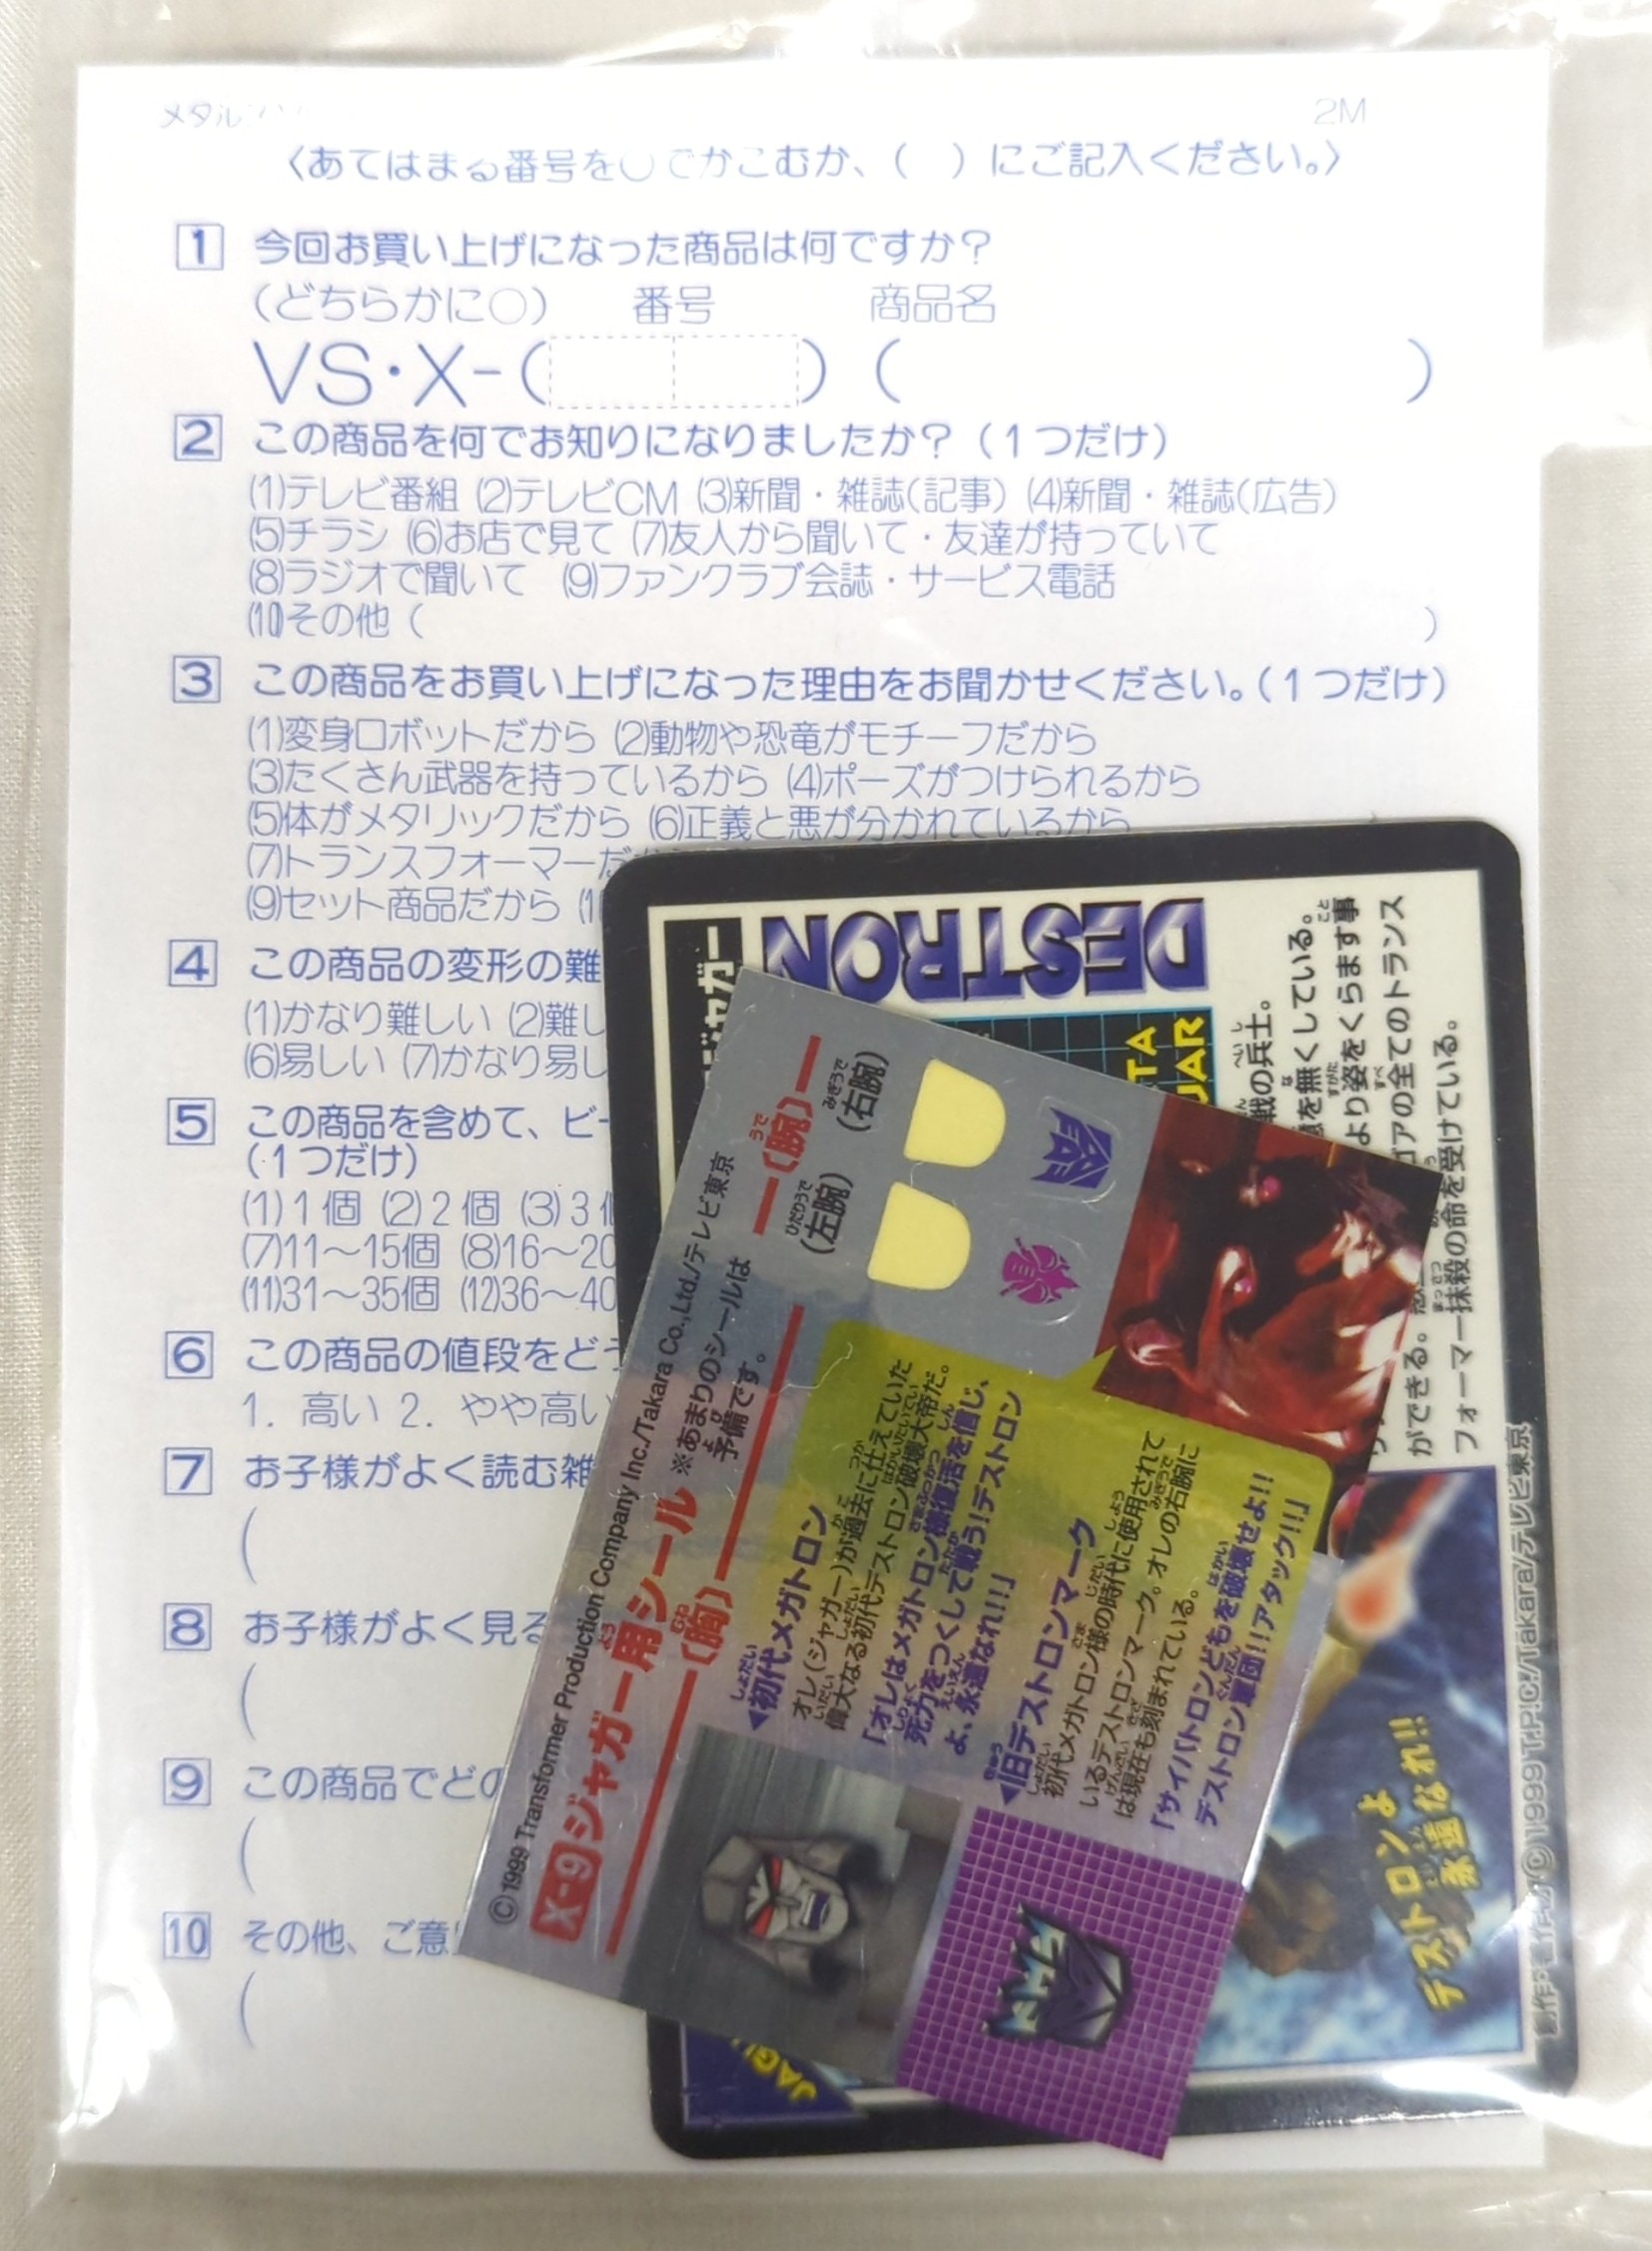 メタル
2M
〈あてはまる番号を○でかこむか、(　)にご記入ください。〉
1 今回お買い上げになった商品は何ですか?
(どちらかに○)　番号　商品名
VS・X-(　) (　)
2 この商品を何でお知りになりましたか?(1つだけ)
(1)テレビ番組 (2)テレビCM (3)新聞・雑誌(記事) (4)新聞・雑誌(広告)
(5)チラシ (6)お店で見て (7)友人から聞いて・友達が持っていて
(8)ラジオで聞いて (9)ファンクラブ会誌・サービス電話
(10)その他 (　)
3 この商品をお買い上げになった理由をお聞かせください。(1つだけ)
(1)変身ロボットだから (2)動物や恐竜がモチーフだから
(3)たくさん武器を持っているから (4)ポーズがつけられるから
(5)体がメタリックだから (6)正義と悪が分かれているから
(7)トランスフォーマーだ
(9)セット商品だから (1
4 この商品の変形の難
(1)かなり難しい (2)難し
(6)易しい (7)かなり易し
5 この商品を含めて、ビー
(1つだけ)
(1)1個 (2)2個 (3)3個
(7)11〜15個 (8)16〜20
(11)31〜35個 (12)36〜40
6 この商品の値段をどう
1. 高い 2. やや高い
7 お子様がよく読む雑
(
8 お子様がよく見る
(
9 この商品でどの
(
10 その他、ご意
(
©1999 Transformer Production Company Inc./Takara Co.,Ltd./テレビ東京
X-9ジャガー用シール ※あまりのシールは
予備です。
(胸)
(腕)
(左腕)
(右腕)
◀初代メガトロン
オレ(ジャガー)が過去に仕えていた
偉大なる初代デストロン破壊大帝だ。
「オレはメガトロン様復活を信じ、
死力をつくして戦う!デストロン
よ、永遠なれ!!」
◀旧デストロンマーク
初代メガトロン様の時代に使用されて
いるデストロンマーク。オレの右腕に
は現在も刻まれている。
「サイバトロンどもを破壊せよ!!
デストロン軍団!!アタック!!」
ジャガー
DESTRON
TA
UAR
戦の兵士。
を無くしている。
より姿をくらます事
ができる。
ゴアの全てのトランス
フォーマー抹殺の命を受けている。
デストロンよ
永遠なれ!!
JAGU
©1999T.P.C./Takara/テレビ東京